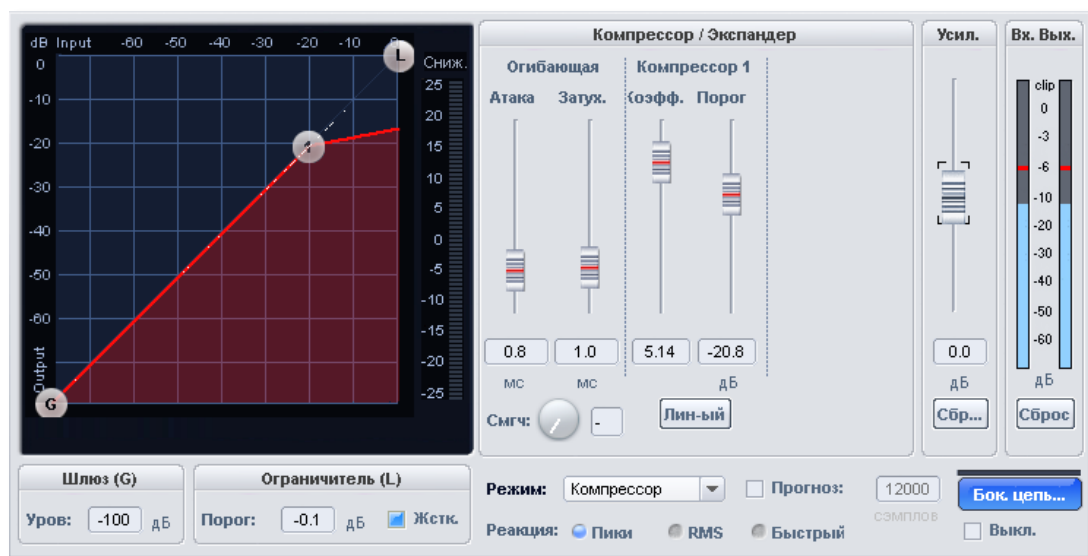 dB Input -60 -50 -40 -30 -20 -10
L
0
-10
-20
-30
-40
-50
-60
Output
G
Сниж.
25
20
15
10
5
0
-5
-10
-15
-20
-25
Компрессор / Экспандер
Огибающая
Компрессор 1
Атака Затух. Коэфф. Порог
0.8 1.0 5.14 -20.8
мс мс дБ
Смгч: - Лин-ый
Усил.
0.0
дБ
Сбр...
Вх. Вых.
clip
0
-3
-6
-10
-20
-30
-40
-50
-60
дБ
Сброс
Шлюз (G)
Уров: -100 дБ
Ограничитель (L)
Порог: -0.1 дБ Жстк.
Режим: Компрессор Прогноз: 12000
сэмплов
Бок. цепь...
Реакция: Пики RMS Быстрый Выкл.